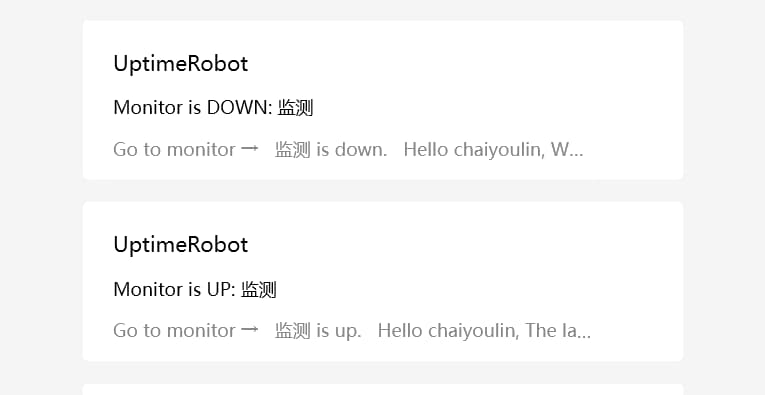 UptimeRobot
Monitor is DOWN: 监测
Go to monitor → 监测 is down. Hello chaiyoulin, W...
UptimeRobot
Monitor is UP: 监测
Go to monitor → 监测 is up. Hello chaiyoulin, The la...